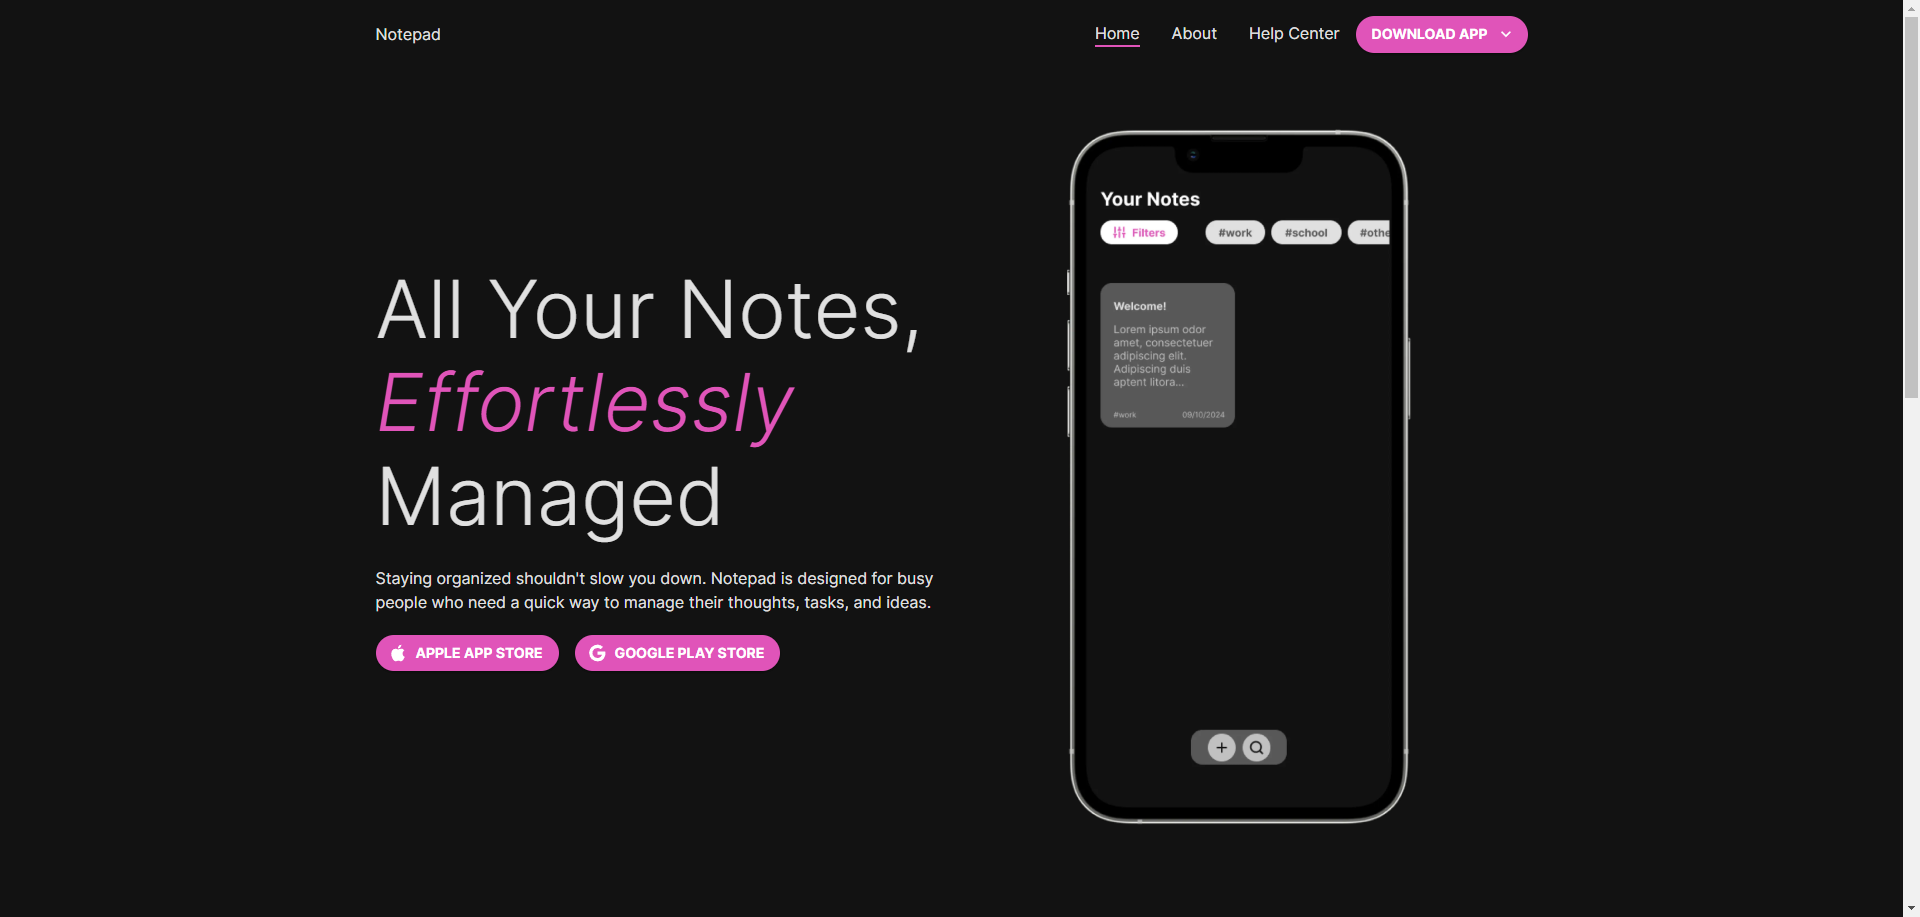 Notepad
Home
About
Help Center
DOWNLOAD APP
All Your Notes,
Effortlessly
Managed
Staying organized shouldn't slow you down. Notepad is designed for busy
people who need a quick way to manage their thoughts, tasks, and ideas.
APPLE APP STORE
GOOGLE PLAY STORE
Your Notes
Filters
#work
#school
#othe
Welcome!
Lorem ipsum odor
amet, consectetuer
adipiscing elit.
Adipiscing duis
aptent litora...
#work
09/10/2024